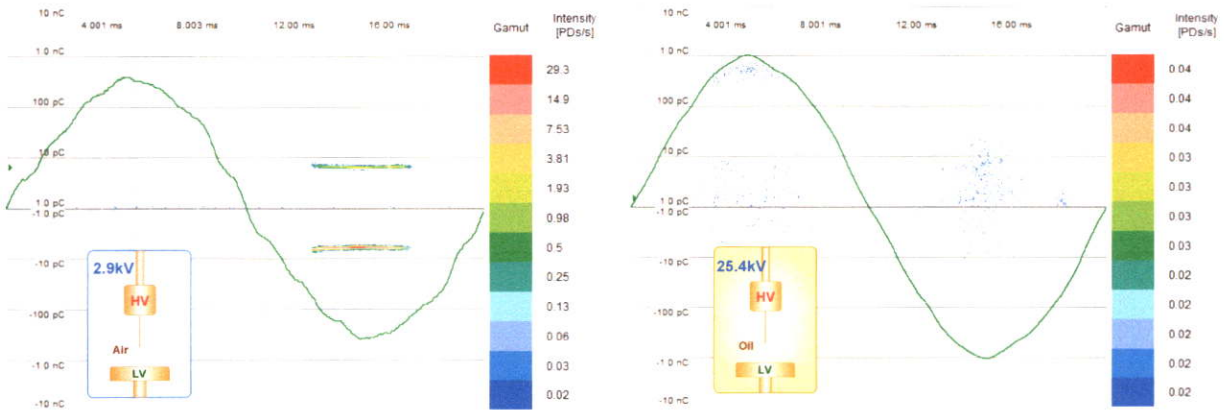 10 nC
4.001 ms 8.003 ms 12.00 ms 16.00 ms
Gamut
Intensity
[PDs/s]
1.0 nC
100 pC
10 pC
1.0 pC
-1.0 pC
-10 pC
-100 pC
-1.0 nC
-10 nC
29.3
14.9
7.53
3.81
1.93
0.98
0.5
0.25
0.13
0.06
0.03
0.02
2.9kV
HV
Air
LV
10 nC
4.001 ms 8.001 ms 12.00 ms 16.00 ms
Gamut
Intensity
[PDs/s]
1.0 nC
100 pC
10 pC
1.0 pC
-1.0 pC
-10 pC
-100 pC
-1.0 nC
-10 nC
0.04
0.04
0.04
0.03
0.03
0.03
0.03
0.02
0.02
0.02
0.02
0.02
25.4kV
HV
Oil
LV